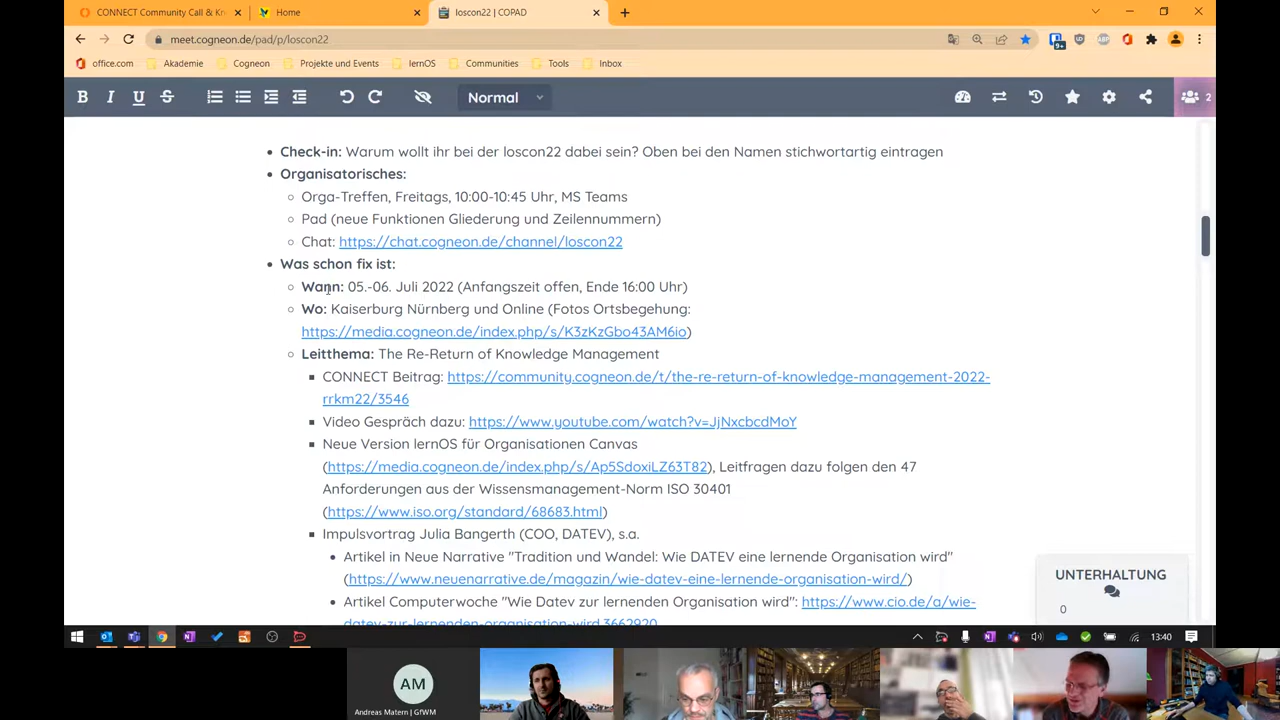 CONNECT Community Call & Kn
Home
loscon22 | COPAD
meet.cogneon.de/pad/p/loscon22
9+
office.com
Akademie
Cogneon
Projekte und Events
lernOS
Communities
Tools
Inbox
B I U S
Normal
2
Check-in: Warum wollt ihr bei der loscon22 dabei sein? Oben bei den Namen stichwortartig eintragen
Organisatorisches:
Orga-Treffen, Freitags, 10:00-10:45 Uhr, MS Teams
Pad (neue Funktionen Gliederung und Zeilennummern)
Chat: https://chat.cogneon.de/channel/loscon22
Was schon fix ist:
Wann: 05.-06. Juli 2022 (Anfangszeit offen, Ende 16:00 Uhr)
Wo: Kaiserburg Nürnberg und Online (Fotos Ortsbegehung:
https://media.cogneon.de/index.php/s/K3zKzGbo43AM6io)
Leitthema: The Re-Return of Knowledge Management
CONNECT Beitrag: https://community.cogneon.de/t/the-re-return-of-knowledge-management-2022-
rrkm22/3546
Video Gespräch dazu: https://www.youtube.com/watch?v=JjNxcbcdMoY
Neue Version lernOS für Organisationen Canvas
(https://media.cogneon.de/index.php/s/Ap5SdoxiLZ63T82), Leitfragen dazu folgen den 47
Anforderungen aus der Wissensmanagement-Norm ISO 30401
(https://www.iso.org/standard/68683.html)
Impulsvortrag Julia Bangerth (COO, DATEV), s.a.
Artikel in Neue Narrative "Tradition und Wandel: Wie DATEV eine lernende Organisation wird"
(https://www.neuenarrative.de/magazin/wie-datev-eine-lernende-organisation-wird/)
Artikel Computerwoche "Wie Datev zur lernenden Organisation wird": https://www.cio.de/a/wie-
datev-zur-lernenden-organisation-wird,3662920
UNTERHALTUNG
0
13:40
AM
Andreas Matern | GfWM